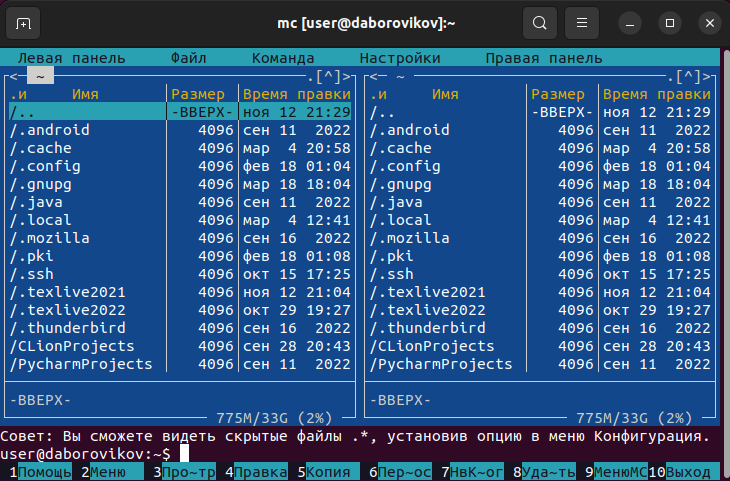 mc [user@daborovikov]:~
Левая панель Файл Команда Настройки Правая панель
<- ~ .[^]> <- ~ .[^]>
.и Имя Размер Время правки .и Имя Размер Время правки
/.. -ВВЕРХ- ноя 12 21:29 /.. -ВВЕРХ- ноя 12 21:29
/.android 4096 сен 11 2022 /.android 4096 сен 11 2022
/.cache 4096 мар 4 20:58 /.cache 4096 мар 4 20:58
/.config 4096 фев 18 01:04 /.config 4096 фев 18 01:04
/.gnupg 4096 мар 18 18:04 /.gnupg 4096 мар 18 18:04
/.java 4096 сен 11 2022 /.java 4096 сен 11 2022
/.local 4096 мар 4 12:41 /.local 4096 мар 4 12:41
/.mozilla 4096 сен 16 2022 /.mozilla 4096 сен 16 2022
/.pki 4096 фев 18 01:08 /.pki 4096 фев 18 01:08
/.ssh 4096 окт 15 17:25 /.ssh 4096 окт 15 17:25
/.texlive2021 4096 ноя 12 21:04 /.texlive2021 4096 ноя 12 21:04
/.texlive2022 4096 окт 29 19:27 /.texlive2022 4096 окт 29 19:27
/.thunderbird 4096 сен 16 2022 /.thunderbird 4096 сен 16 2022
/CLionProjects 4096 сен 28 20:43 /CLionProjects 4096 сен 28 20:43
/PycharmProjects 4096 сен 11 2022 /PycharmProjects 4096 сен 11 2022
-ВВЕРХ- -ВВЕРХ-
775M/33G (2%) 775M/33G (2%)
Совет: Вы сможете видеть скрытые файлы .*, установив опцию в меню Конфигурация.
user@daborovikov:~$
1Помощь 2Меню 3Про~тр 4Правка 5Копия 6Пер~ос 7НвК~ог 8Уда~ть 9МенюМС 10Выход